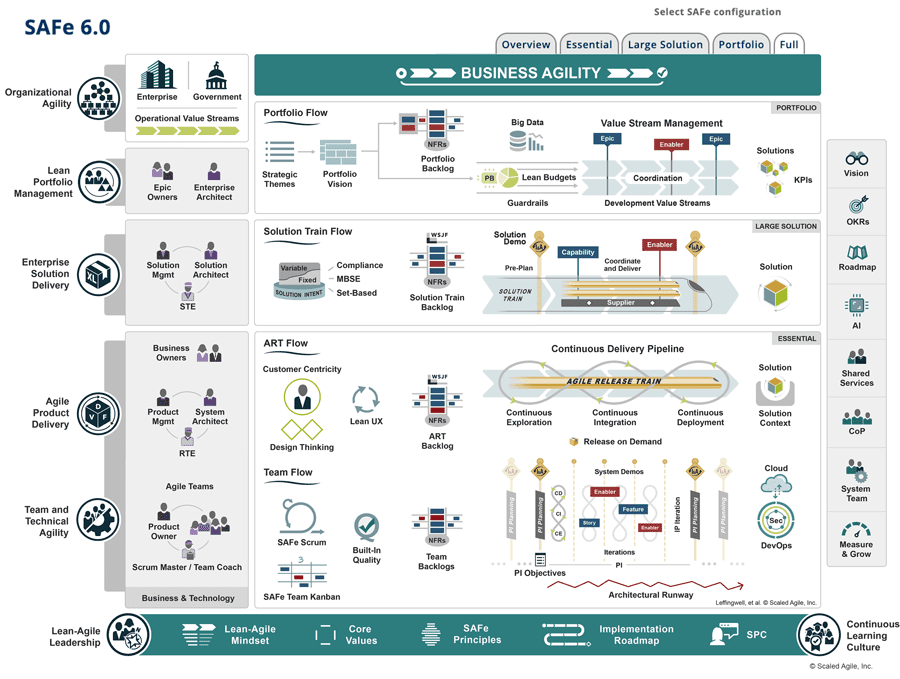 Select SAFe configuration
SAFe 6.0
Overview
Essential
Large Solution
Portfolio
Full
BUSINESS AGILITY
Organizational
Agility
Enterprise
Government
Operational Value Streams
Lean
Portfolio
Management
Epic
Owners
Enterprise
Architect
PORTFOLIO
Portfolio Flow
Strategic
Themes
Portfolio
Vision
NFRs
Portfolio
Backlog
Big Data
PB
Lean Budgets
Guardrails
Value Stream Management
Epic
Enabler
Epic
Coordination
Development Value Streams
Solutions
KPIs
Enterprise
Solution
Delivery
XL
Solution
Mgmt
Solution
Architect
STE
LARGE SOLUTION
Solution Train Flow
Variable
Fixed
SOLUTION INTENT
Compliance
MBSE
Set-Based
WSJF
NFRs
Solution Train
Backlog
Solution
Demo
Pre-Plan
Capability
Enabler
Coordinate
and Deliver
SOLUTION
TRAIN
Supplier
Solution
Agile
Product
Delivery
D
V
F
Business
Owners
Product
Mgmt
System
Architect
RTE
ESSENTIAL
ART Flow
Customer Centricity
Design Thinking
Lean UX
WSJF
NFRs
ART
Backlog
Continuous Delivery Pipeline
AGILE RELEASE TRAIN
Continuous
Exploration
Continuous
Integration
Continuous
Deployment
Release on Demand
Solution
Solution
Context
Team and
Technical
Agility
Agile Teams
Product
Owner
Scrum Master / Team Coach
Business & Technology
Team Flow
SAFe Scrum
3
SAFe Team Kanban
Built-In
Quality
NFRs
Team
Backlogs
PI Planning
PI Planning
CD
CI
CE
System Demos
Enabler
Story
Feature
Enabler
Iterations
IP Iteration
PI Planning
PI Planning
PI Objectives
PI
Architectural Runway
Cloud
Sec
DevOps
Leffingwell, et al. © Scaled Agile, Inc.
Vision
OKRs
Roadmap
AI
Shared
Services
CoP
System
Team
Measure
& Grow
Lean-Agile
Leadership
Lean-Agile
Mindset
Core
Values
SAFe
Principles
Implementation
Roadmap
SPC
Continuous
Learning
Culture
© Scaled Agile, Inc.